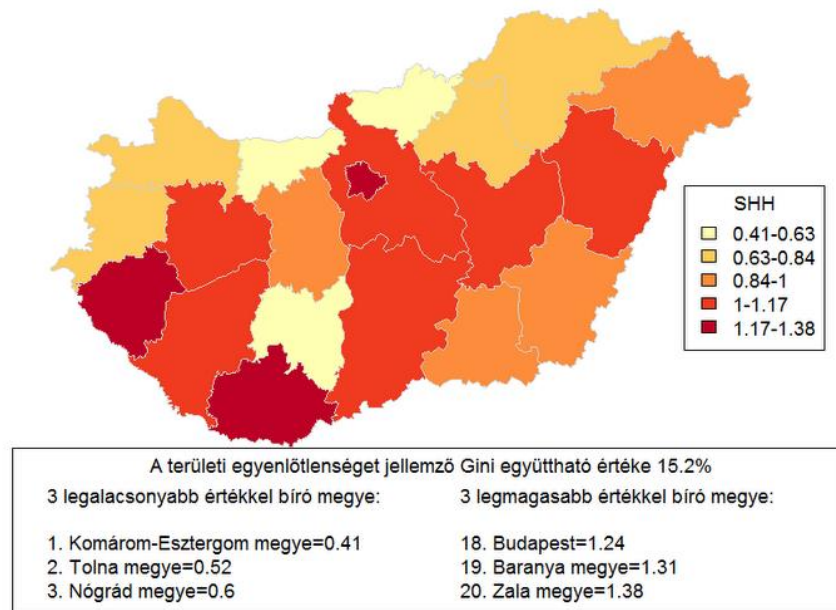 SHH
0.41-0.63
0.63-0.84
0.84-1
1-1.17
1.17-1.38
A területi egyenlőtlenséget jellemző Gini együttható értéke 15.2%
3 legalacsonyabb értékkel bíró megye:
1. Komárom-Esztergom megye=0.41
2. Tolna megye=0.52
3. Nógrád megye=0.6
3 legmagasabb értékkel bíró megye:
18. Budapest=1.24
19. Baranya megye=1.31
20. Zala megye=1.38